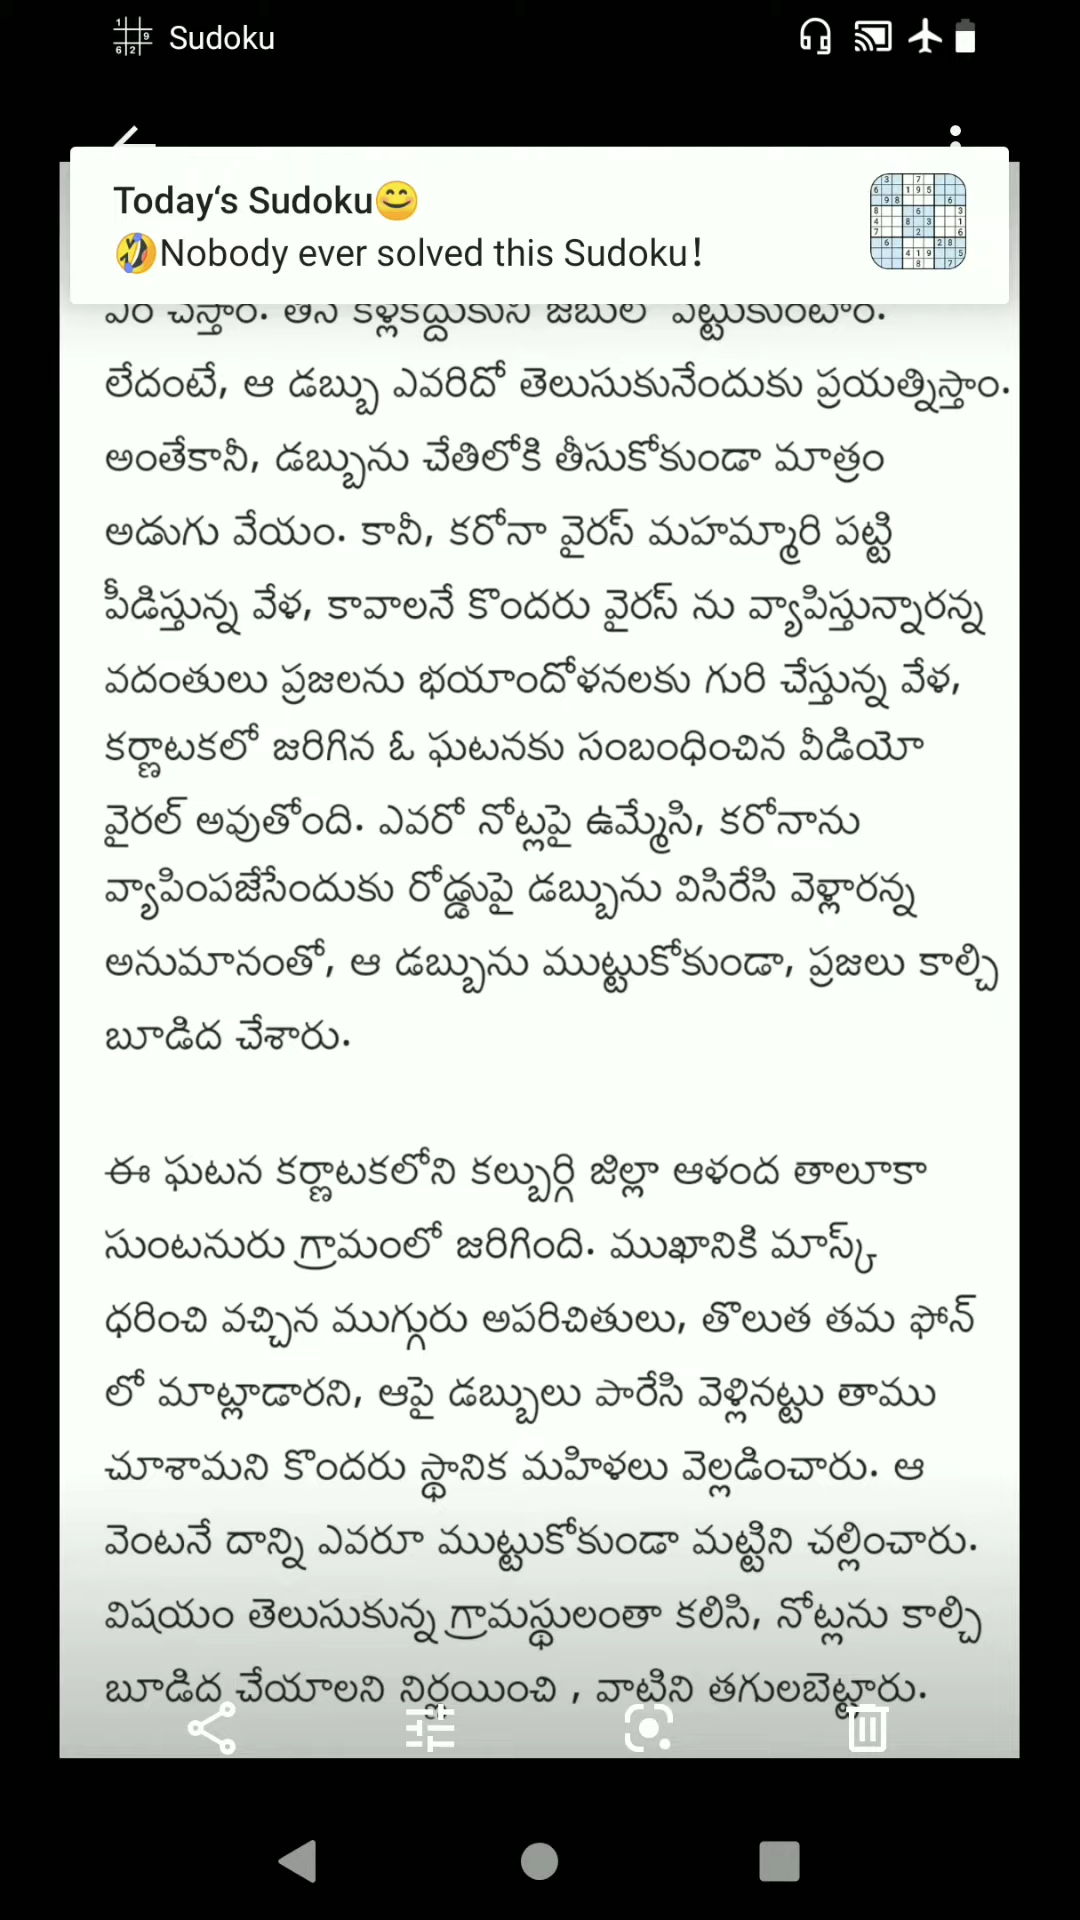 Sudoku
Today‘s Sudoku😊
🤣Nobody ever solved this Sudoku!
లేదంటే, ఆ డబ్బు ఎవరిదో తెలుసుకునేందుకు ప్రయత్నిస్తాం.
అంతేకానీ, డబ్బును చేతిలోకి తీసుకోకుండా మాత్రం
అడుగు వేయం. కానీ, కరోనా వైరస్ మహమ్మారి పట్టి
పీడిస్తున్న వేళ, కావాలనే కొందరు వైరస్ ను వ్యాపిస్తున్నారన్న
వదంతులు ప్రజలను భయాందోళనలకు గురి చేస్తున్న వేళ,
కర్ణాటకలో జరిగిన ఓ ఘటనకు సంబంధించిన వీడియో
వైరల్ అవుతోంది. ఎవరో నోట్లపై ఉమ్మేసి, కరోనాను
వ్యాపింపజేసేందుకు రోడ్డుపై డబ్బును విసిరేసి వెళ్లారన్న
అనుమానంతో, ఆ డబ్బును ముట్టుకోకుండా, ప్రజలు కాల్చి
బూడిద చేశారు.
ఈ ఘటన కర్ణాటకలోని కల్బుర్గి జిల్లా ఆళంద తాలూకా
సుంటనురు గ్రామంలో జరిగింది. ముఖానికి మాస్క్
ధరించి వచ్చిన ముగ్గురు అపరిచితులు, తొలుత తమ ఫోన్
లో మాట్లాడారని, ఆపై డబ్బులు పారేసి వెళ్లినట్టు తాము
చూశామని కొందరు స్థానిక మహిళలు వెల్లడించారు. ఆ
వెంటనే దాన్ని ఎవరూ ముట్టుకోకుండా మట్టిని చల్లించారు.
విషయం తెలుసుకున్న గ్రామస్థులంతా కలిసి, నోట్లను కాల్చి
బూడిద చేయాలని నిర్ణయించి , వాటిని తగులబెట్టారు.